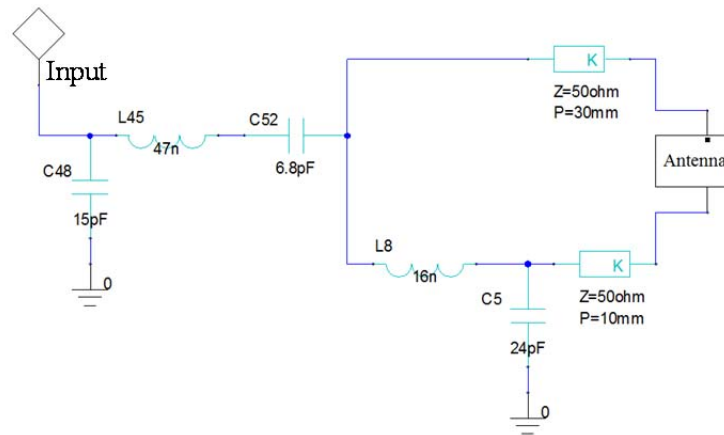 Input
L45
47n
C52
6.8pF
C48
15pF
0
K
Z=50ohm
P=30mm
Antenna
L8
16n
C5
24pF
0
K
Z=50ohm
P=10mm